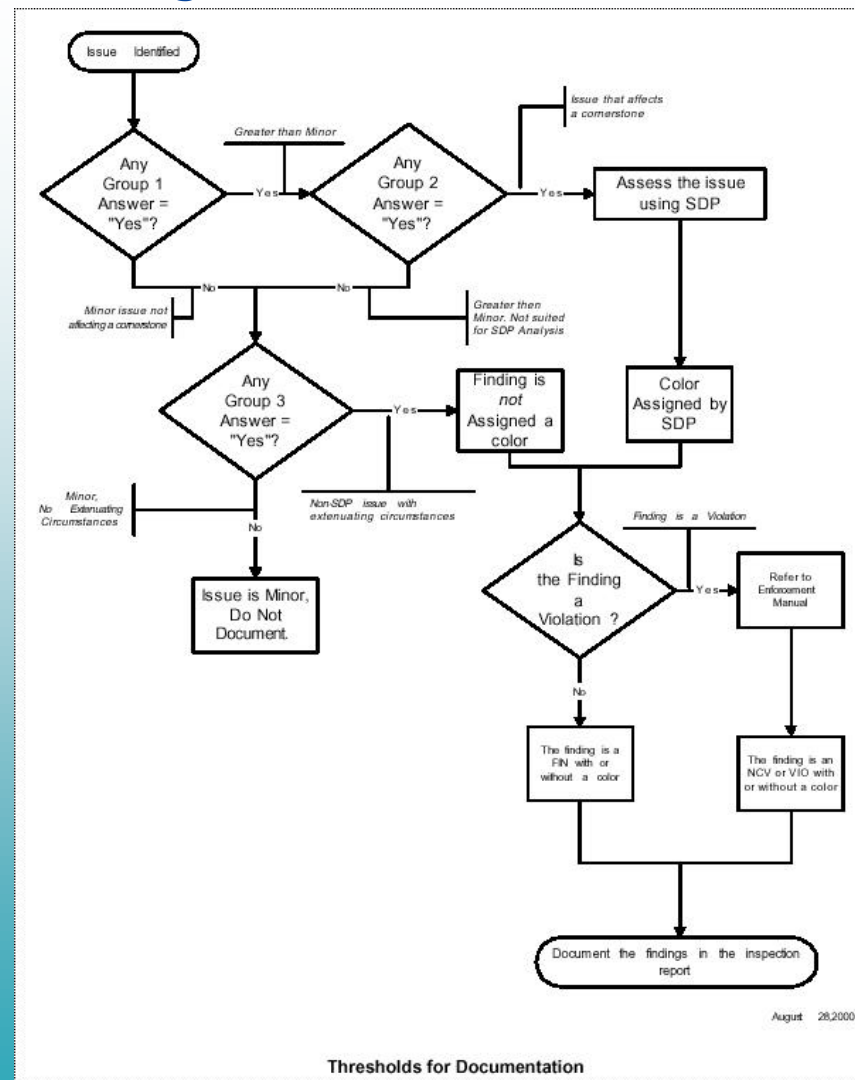 Issue Identified
Any
Group 1
Answer =
"Yes"?
Greater than Minor
Yes
Any
Group 2
Answer =
"Yes"?
Issue that affects
a cornerstone
Yes
Assess the issue
using SDP
No
No
Minor issue not
affecting a cornerstone
Greater then
Minor. Not suited
for SDP Analysis
Any
Group 3
Answer =
"Yes"?
Yes
Finding is
not
Assigned a
color
Color
Assigned by
SDP
Minor,
No Extenuating
Circumstances
Non-SDP issue with
extenuating circumstances
No
Issue is Minor,
Do Not
Document.
Finding is a Violation
Is
the Finding
a
Violation ?
Yes
Refer to
Enforcement
Manual
No
The finding is a
FIN with or
without a color
The finding is an
NCV or VIO with
or without a color
Document the findings in the inspection
report
August 28,2000
Thresholds for Documentation